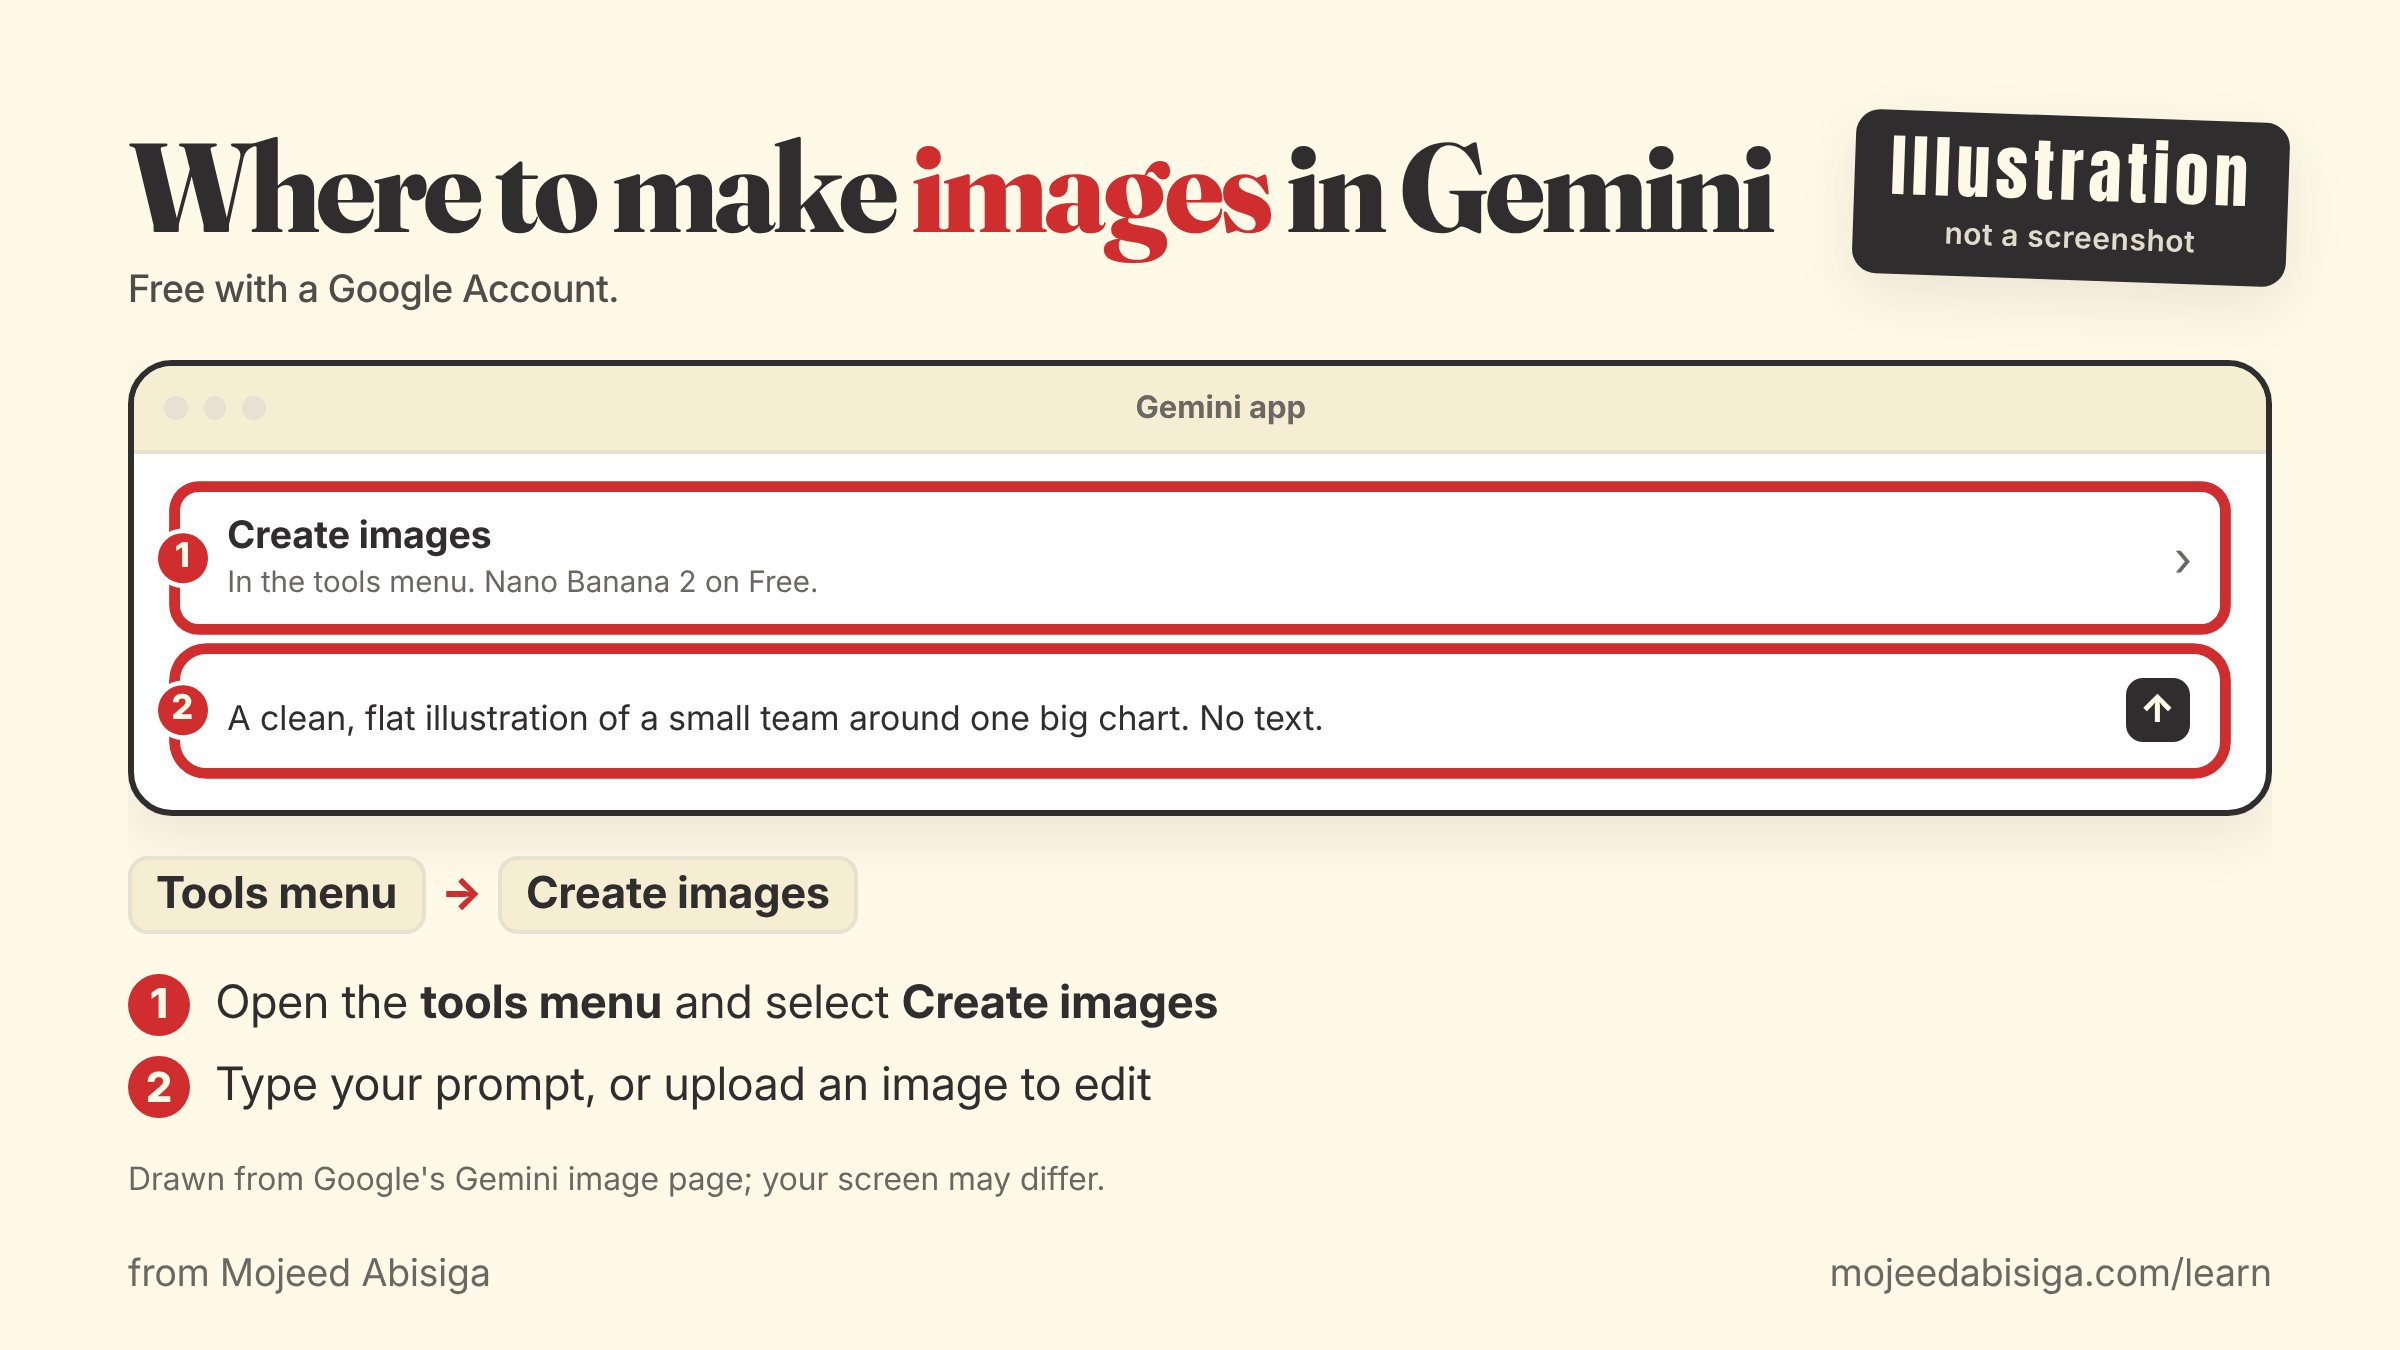 Where to make images in Gemini
Illustration
not a screenshot
Free with a Google Account.
Gemini app
1
Create images
In the tools menu. Nano Banana 2 on Free.
›
2
A clean, flat illustration of a small team around one big chart. No text.
↑
Tools menu → Create images
1 Open the tools menu and select Create images
2 Type your prompt, or upload an image to edit
Drawn from Google's Gemini image page; your screen may differ.
from Mojeed Abisiga
mojeedabisiga.com/learn